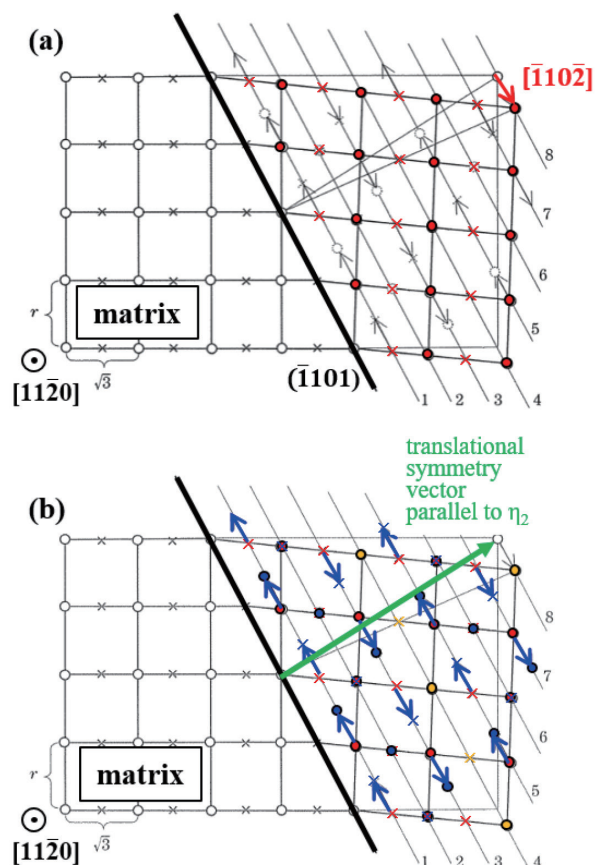 (a)
[1̄102̄]
8
7
6
r
matrix
5
[112̄0]
√3
(1̄101)
1 2 3 4
translational
symmetry
vector
parallel to η₂
(b)
8
7
6
r
matrix
5
[112̄0]
√3
1 2 3 4